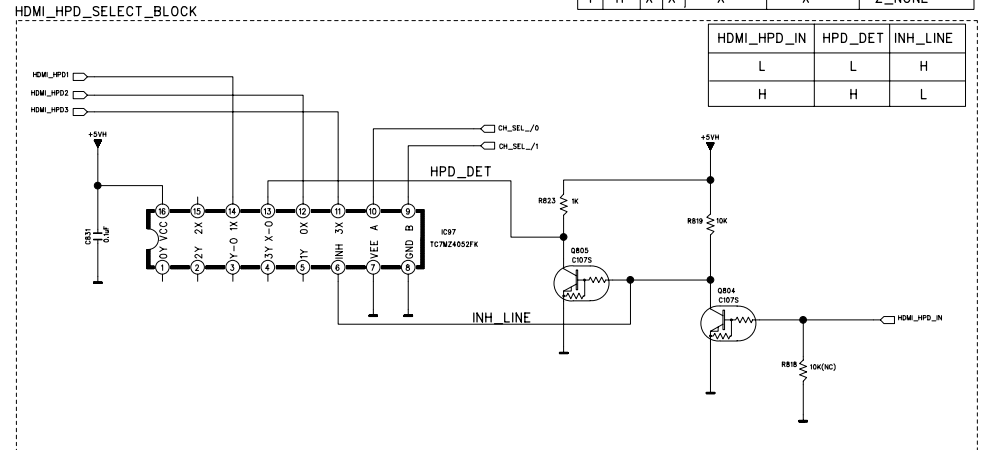 HDMI_HPD_SELECT_BLOCK
HDMI_HPD_IN HPD_DET INH_LINE
L L H
H H L
HDMI_HPD1
HDMI_HPD2
HDMI_HPD3
CH_SEL_/0
CH_SEL_/1
+5VH
+5VH
HPD_DET
R823 1K
R819 10K
C831 0.1uF
16 15 14 13 12 11 10 9
VCC 2X 1X X-O 0X 3X A B
0Y 2Y Y-O 3Y 1Y INH VEE GND
1 2 3 4 5 6 7 8
IC97
TC7MZ4052FK
Q805
C107S
Q804
C107S
INH_LINE
HDMI_HPD_IN
R818 10K(NC)